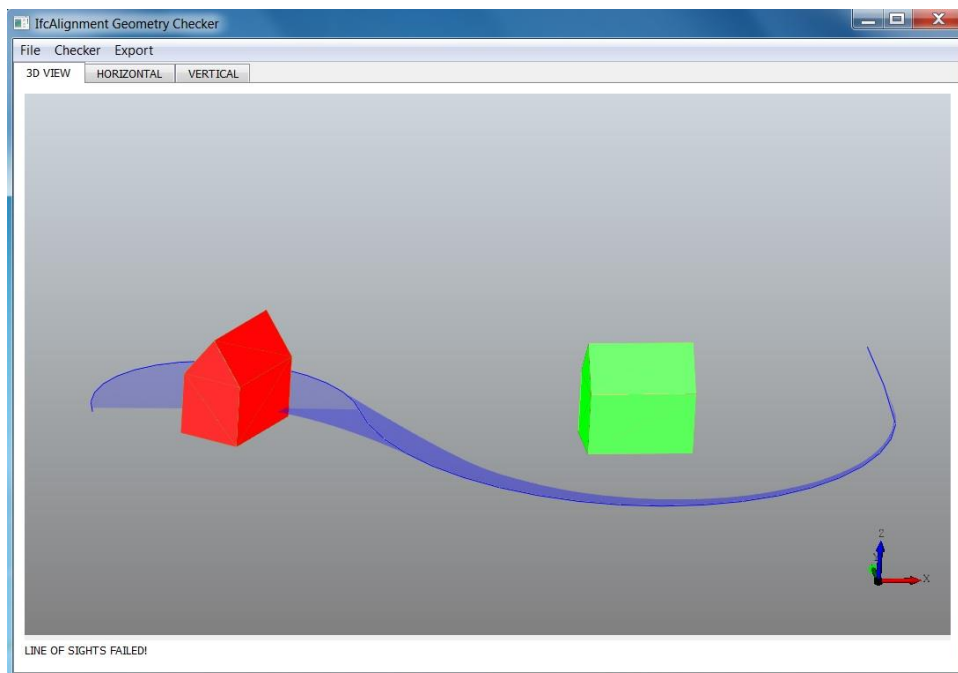 IfcAlignment Geometry Checker
File Checker Export
3D VIEW HORIZONTAL VERTICAL
Z
Y
X
LINE OF SIGHTS FAILED!